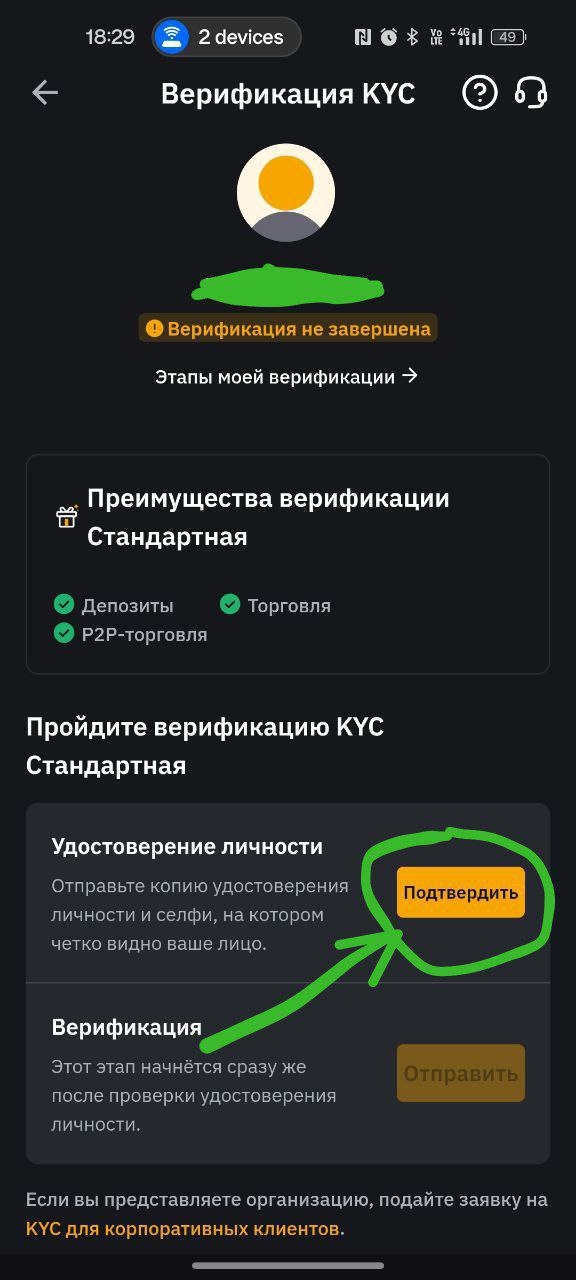 18:29 2 devices Vo LTE 4G 49
Верификация KYC
Верификация не завершена
Этапы моей верификации →
Преимущества верификации
Стандартная
Депозиты Торговля
P2P-торговля
Пройдите верификацию KYC
Стандартная
Удостоверение личности
Отправьте копию удостоверения
личности и селфи, на котором
четко видно ваше лицо.
Подтвердить
Верификация
Этот этап начнётся сразу же
после проверки удостоверения
личности.
Отправить
Если вы представляете организацию, подайте заявку на
KYC для корпоративных клиентов.